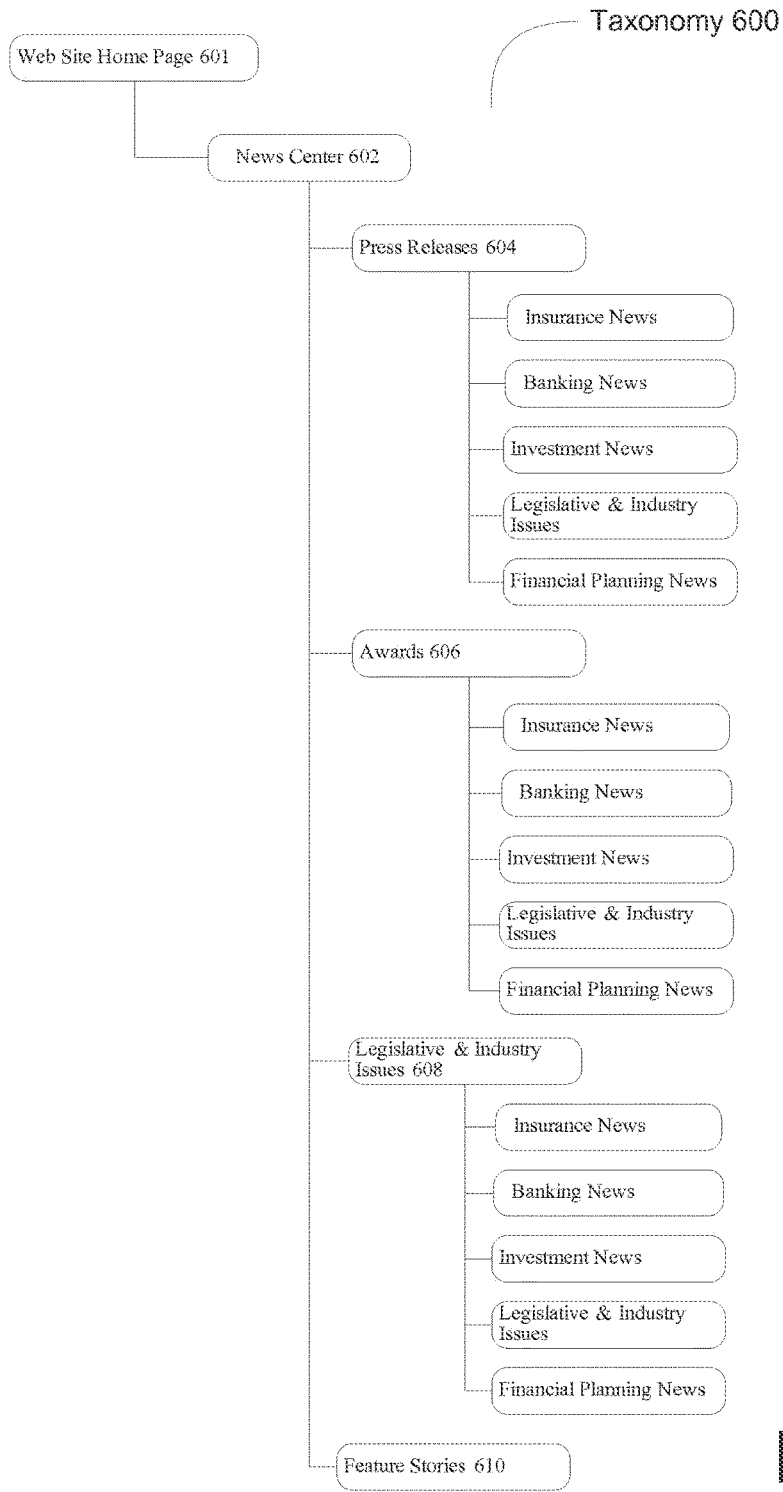 Taxonomy 600
Web Site Home Page 601
News Center 602
Press Releases 604
Insurance News
Banking News
Investment News
Legislative & Industry
Issues
Financial Planning News
Awards 606
Insurance News
Banking News
Investment News
Legislative & Industry
Issues
Financial Planning News
Legislative & Industry
Issues 608
Insurance News
Banking News
Investment News
Legislative & Industry
Issues
Financial Planning News
Feature Stories 610